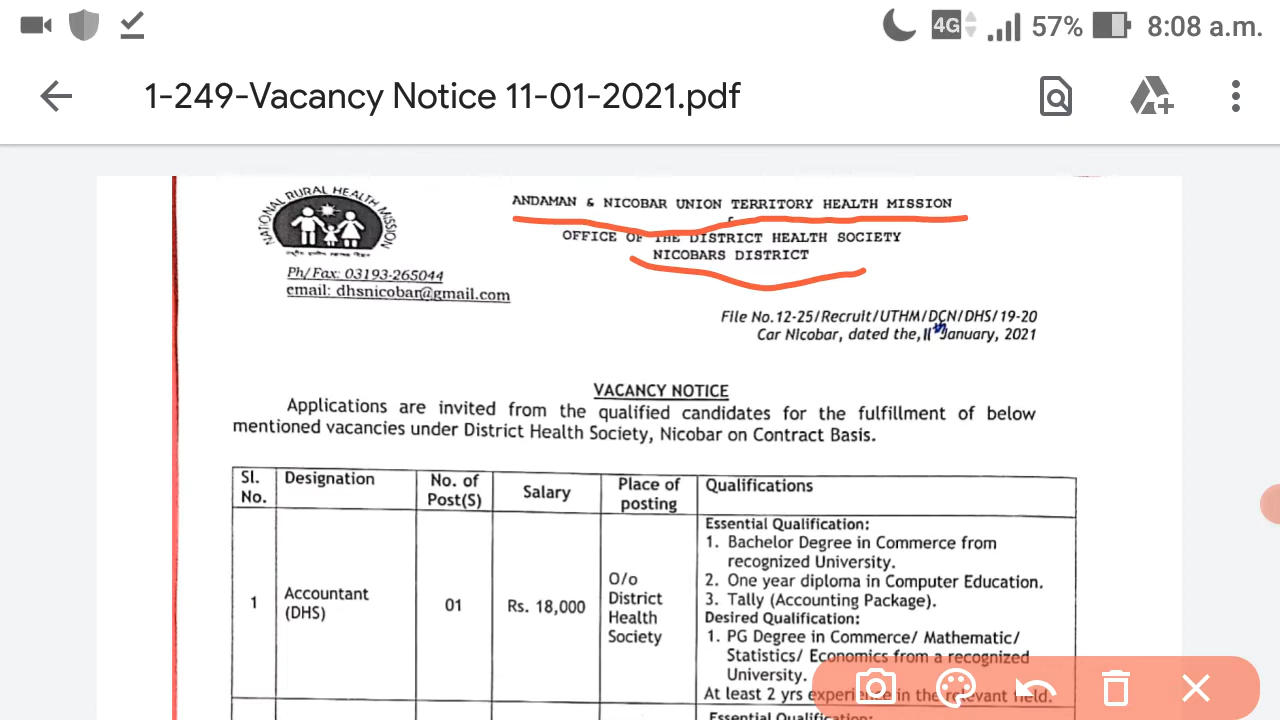 4G 57% 8:08 a.m.
1-249-Vacancy Notice 11-01-2021.pdf
NATIONAL RURAL HEALTH MISSION
Ph/Fax: 03193-265044
email: dhsnicobar@gmail.com
ANDAMAN & NICOBAR UNION TERRITORY HEALTH MISSION
OFFICE OF THE DISTRICT HEALTH SOCIETY
NICOBARS DISTRICT
File No.12-25/Recruit/UTHM/DCN/DHS/19-20
Car Nicobar, dated the, 11th January, 2021
VACANCY NOTICE
Applications are invited from the qualified candidates for the fulfillment of below
mentioned vacancies under District Health Society, Nicobar on Contract Basis.
Sl. No.
Designation
No. of Post(S)
Salary
Place of posting
Qualifications
1
Accountant
(DHS)
01
Rs. 18,000
O/o
District
Health
Society
Essential Qualification:
1. Bachelor Degree in Commerce from
recognized University.
2. One year diploma in Computer Education.
3. Tally (Accounting Package).
Desired Qualification:
1. PG Degree in Commerce/ Mathematic/
Statistics/ Economics from a recognized
University.
At least 2 yrs experience in the relevant field.
Essential Qualification: